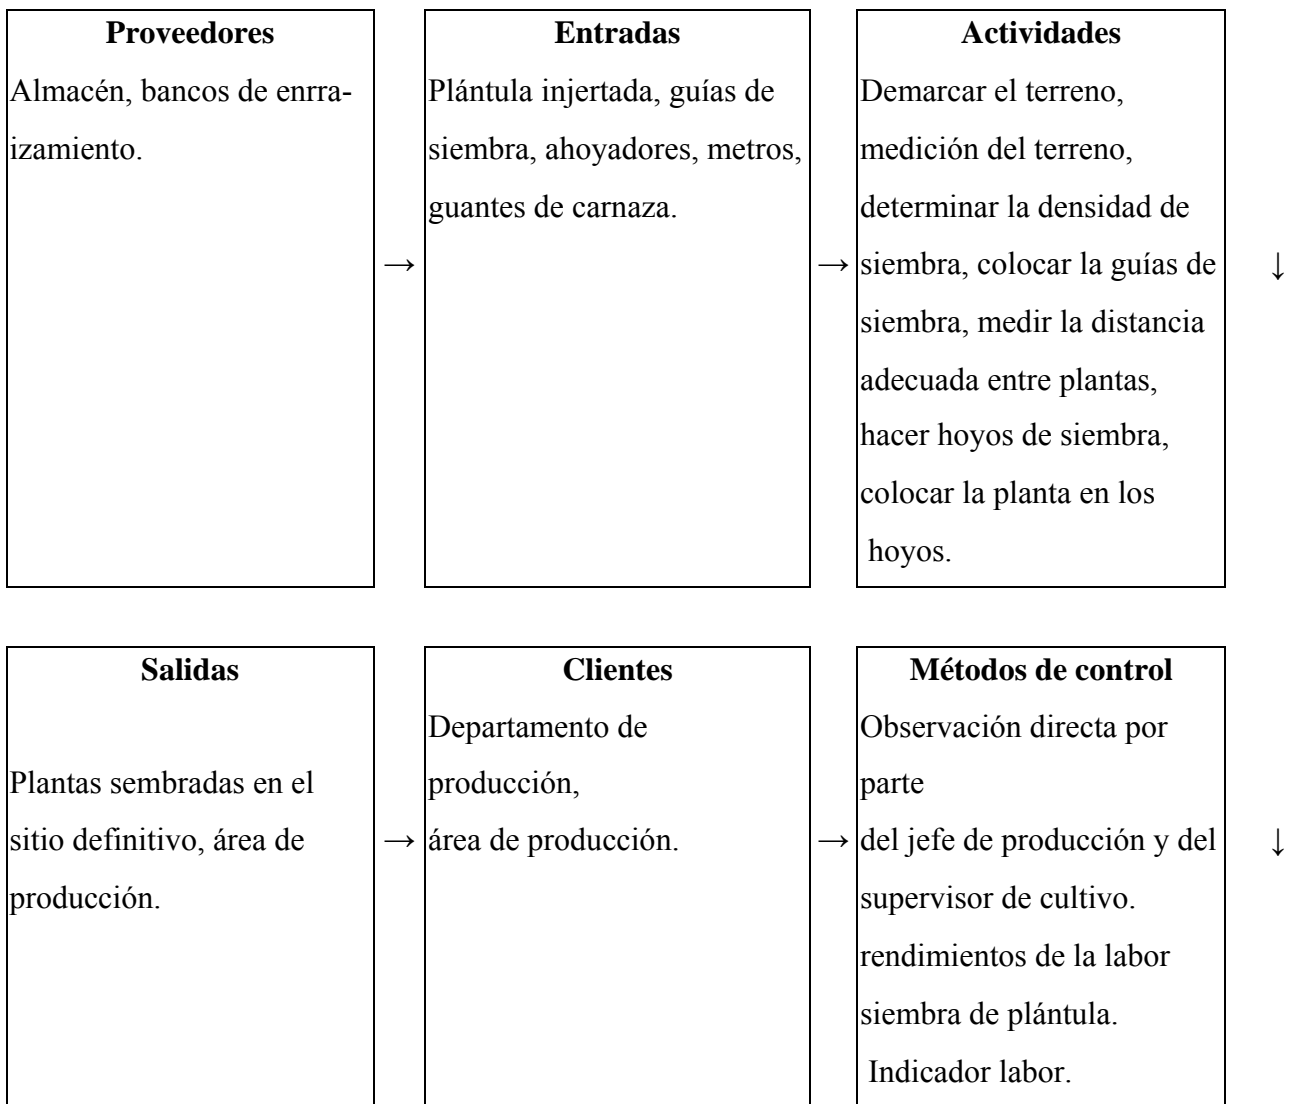 Proveedores
Almacén, bancos de enrra-
izamiento.
→
Entradas
Plántula injertada, guías de
siembra, ahoyadores, metros,
guantes de carnaza.
→
Actividades
Demarcar el terreno,
medición del terreno,
determinar la densidad de
siembra, colocar la guías de
siembra, medir la distancia
adecuada entre plantas,
hacer hoyos de siembra,
colocar la planta en los
hoyos.
↓
Salidas
Plantas sembradas en el
sitio definitivo, área de
producción.
→
Clientes
Departamento de
producción,
área de producción.
→
Métodos de control
Observación directa por
parte
del jefe de producción y del
supervisor de cultivo.
rendimientos de la labor
siembra de plántula.
Indicador labor.
↓